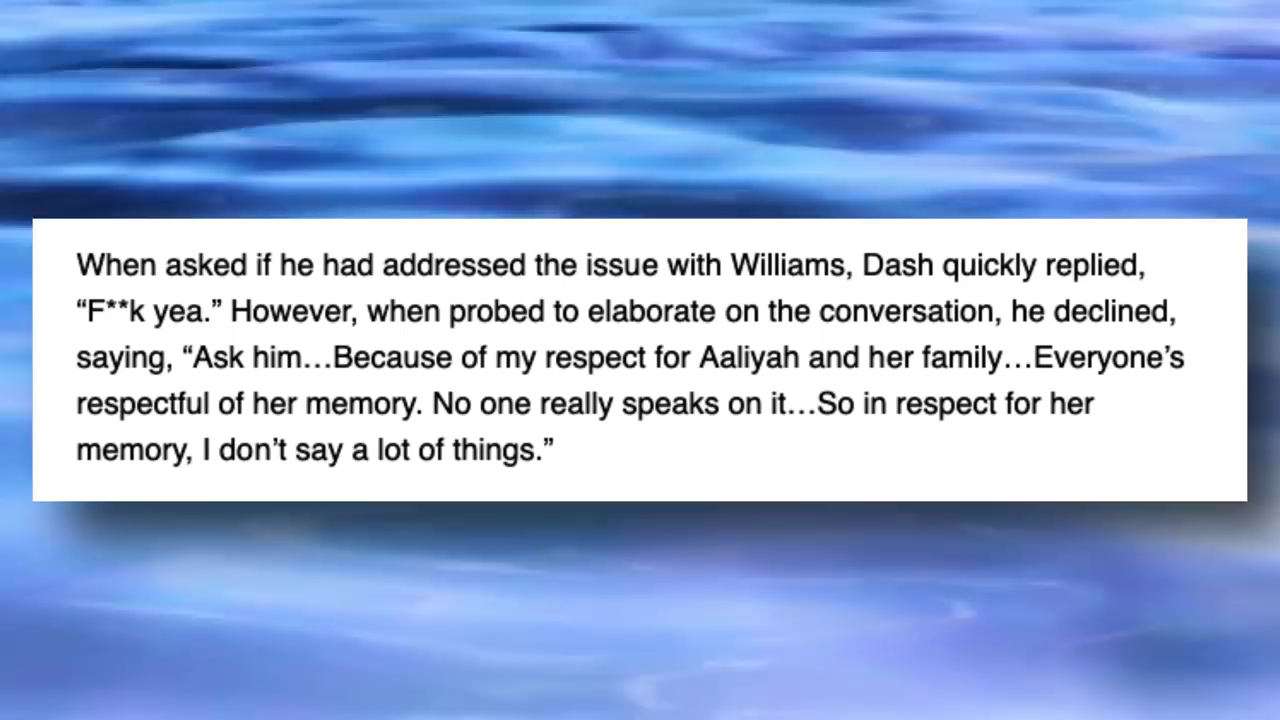 When asked if he had addressed the issue with Williams, Dash quickly replied,
“F**k yea.” However, when probed to elaborate on the conversation, he declined,
saying, “Ask him…Because of my respect for Aaliyah and her family…Everyone’s
respectful of her memory. No one really speaks on it…So in respect for her
memory, I don’t say a lot of things.”